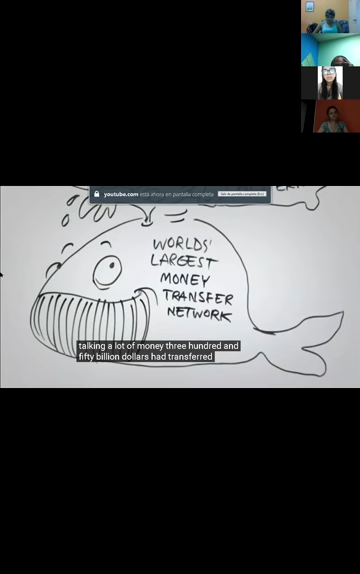 youtube.com está ahora en pantalla completa
WORLDS'
LARGEST
MONEY
TRANSFER
NETWORK
talking a lot of money three hundred and
fifty billion dollars had transferred